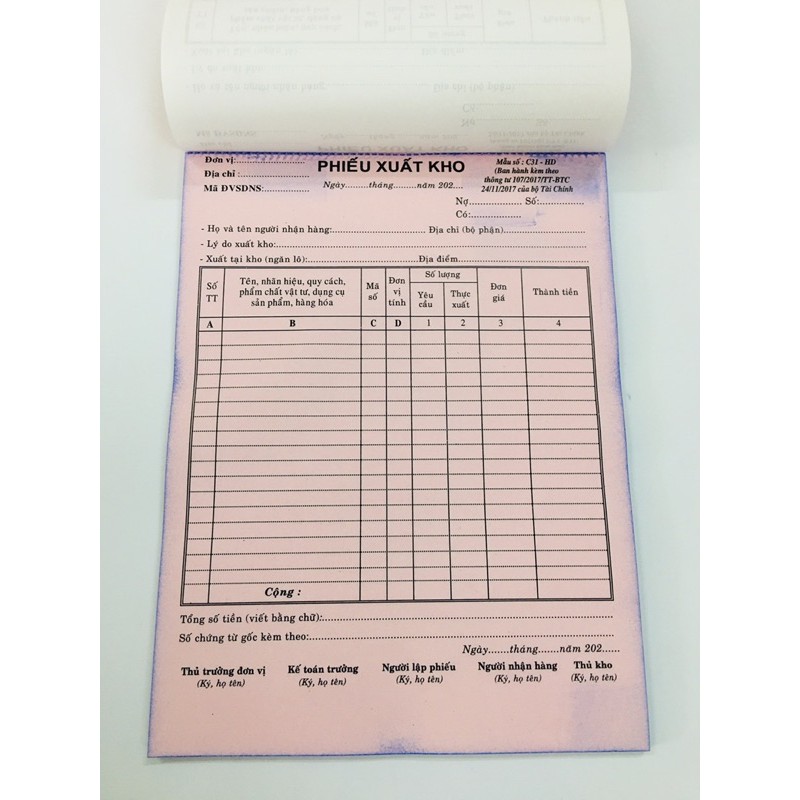 Đơn vị:....................
Địa chỉ :....................
Mã ĐVSDNS:....................
PHIẾU XUẤT KHO
Ngày........tháng........năm 202....
Mẫu số : C31 - HD
(Ban hành kèm theo
thông tư 107/2017/TT-BTC
24/11/2017 của bộ Tài Chính
Nợ.................. Số:...............
Có:.................
- Họ và tên người nhận hàng:........................ Địa chỉ (bộ phận)........................
- Lý do xuất kho:................................................................................
- Xuất tại kho (ngăn lô):................................Địa điểm................................
Số TT
Tên, nhãn hiệu, quy cách,
phẩm chất vật tư, dụng cụ
sản phẩm, hàng hóa
Mã số
Đơn vị tính
Số lượng
Yêu cầu
Thực xuất
Đơn giá
Thành tiền
A B C D 1 2 3 4
Cộng :
Tổng số tiền (viết bằng chữ):................................................................
Số chứng từ gốc kèm theo:................................................................
Ngày.......tháng.......năm 202......
Thủ trưởng đơn vị Kế toán trưởng Người lập phiếu Người nhận hàng Thủ kho
(Ký, họ tên) (Ký, họ tên) (Ký, họ tên) (Ký, họ tên) (Ký, họ tên)